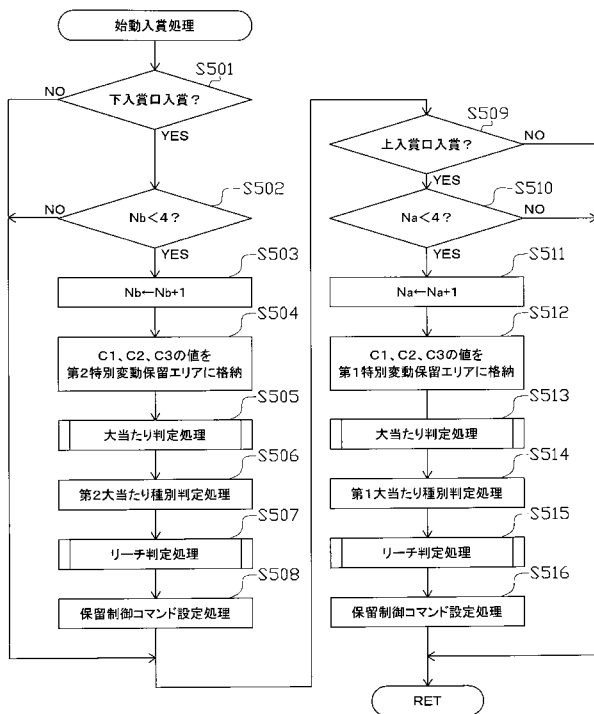 始動入賞処理
S501
下入賞口入賞？
NO
YES
S502
Nb<4？
NO
YES
S503
Nb←Nb+1
S504
C1、C2、C3の値を
第2特別変動保留エリアに格納
S505
大当たり判定処理
S506
第2大当たり種別判定処理
S507
リーチ判定処理
S508
保留制御コマンド設定処理
S509
上入賞口入賞？
NO
YES
S510
Na<4？
NO
YES
S511
Na←Na+1
S512
C1、C2、C3の値を
第1特別変動保留エリアに格納
S513
大当たり判定処理
S514
第1大当たり種別判定処理
S515
リーチ判定処理
S516
保留制御コマンド設定処理
RET